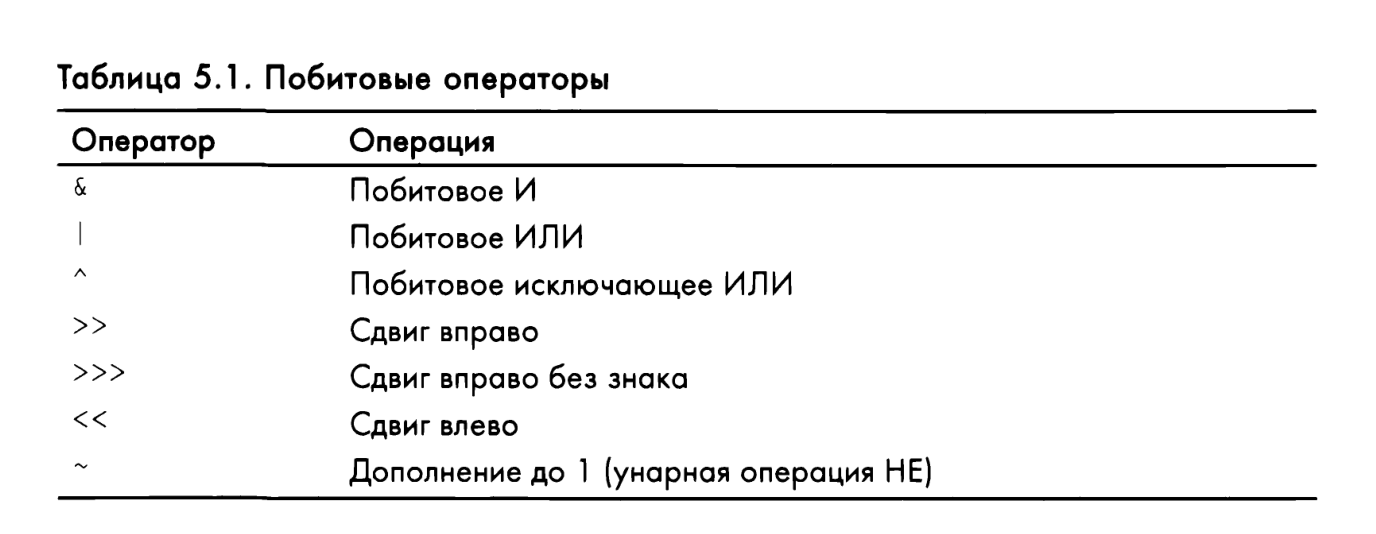 Таблица 5.1. Побитовые операторы
Оператор Операция
& Побитовое И
| Побитовое ИЛИ
^ Побитовое исключающее ИЛИ
>> Сдвиг вправо
>>> Сдвиг вправо без знака
<< Сдвиг влево
~ Дополнение до 1 (унарная операция НЕ)